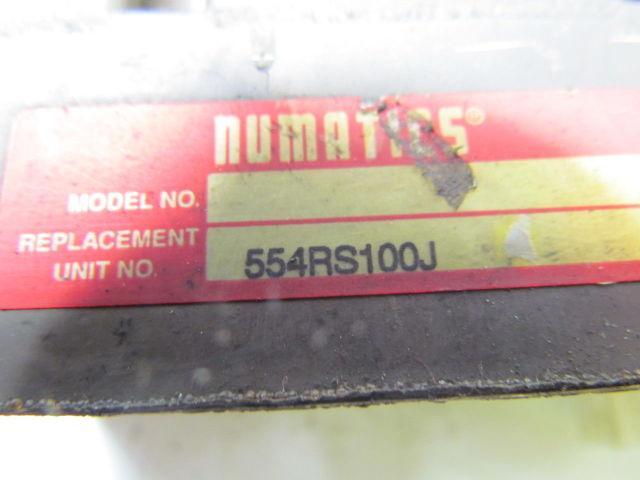 NUMATICS®
MODEL NO.
REPLACEMENT
UNIT NO.
554RS100J